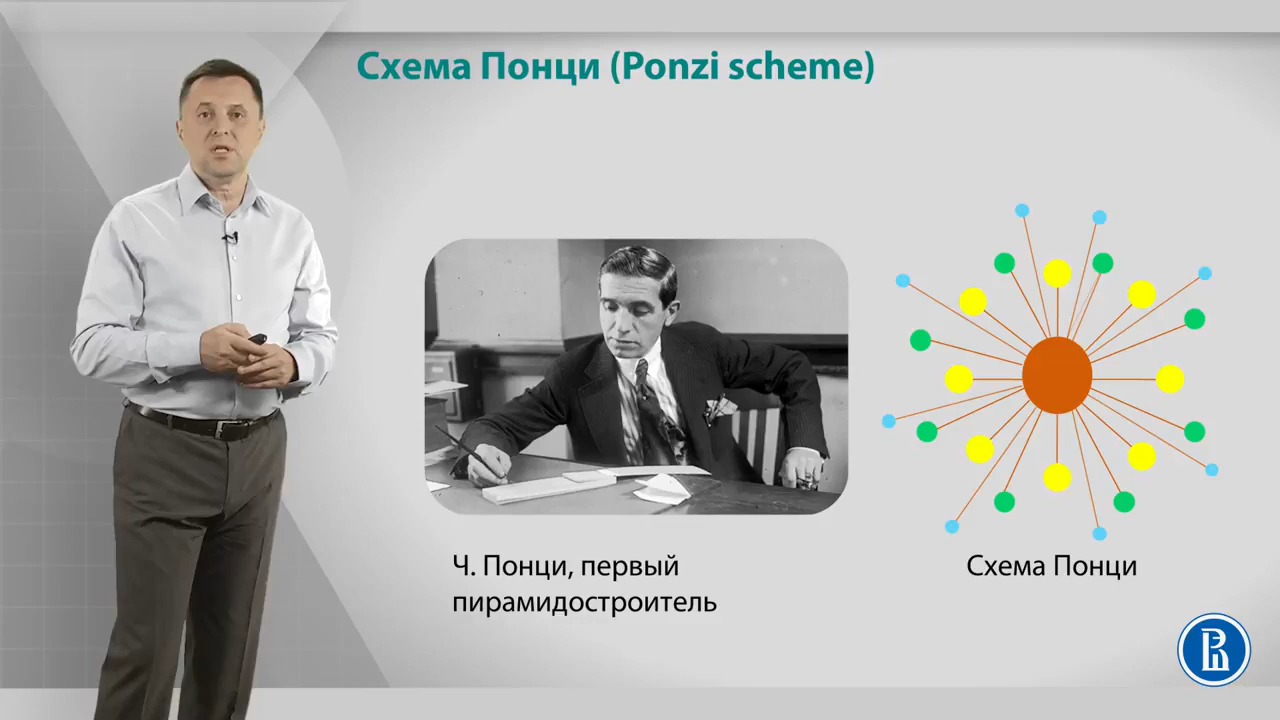 Схема Понци (Ponzi scheme)
Ч. Понци, первый
пирамидостроитель
Схема Понци